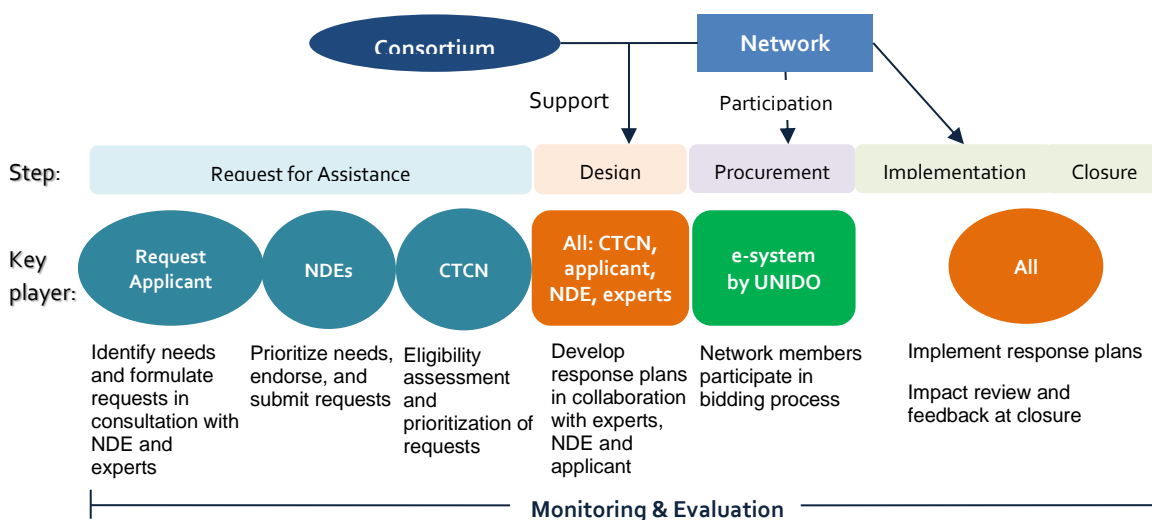 Consortium
Network
Support
Participation
Step:
Request for Assistance
Design
Procurement
Implementation
Closure
Key
player:
Request
Applicant
NDEs
CTCN
All: CTCN,
applicant,
NDE, experts
e-system
by UNIDO
All
Identify needs
and formulate
requests in
consultation with
NDE and
experts
Prioritize needs,
endorse, and
submit requests
Eligibility
assessment
and
prioritization of
requests
Develop
response plans
in collaboration
with experts,
NDE and
applicant
Network members
participate in
bidding process
Implement response plans
Impact review and
feedback at closure
Monitoring & Evaluation